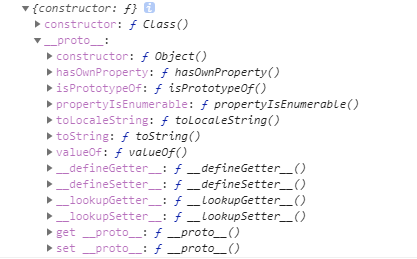 {constructor: ƒ} i
constructor: ƒ Class()
__proto__:
constructor: ƒ Object()
hasOwnProperty: ƒ hasOwnProperty()
isPrototypeOf: ƒ isPrototypeOf()
propertyIsEnumerable: ƒ propertyIsEnumerable()
toLocaleString: ƒ toLocaleString()
toString: ƒ toString()
valueOf: ƒ valueOf()
__defineGetter__: ƒ __defineGetter__()
__defineSetter__: ƒ __defineSetter__()
__lookupGetter__: ƒ __lookupGetter__()
__lookupSetter__: ƒ __lookupSetter__()
get __proto__: ƒ __proto__()
set __proto__: ƒ __proto__()